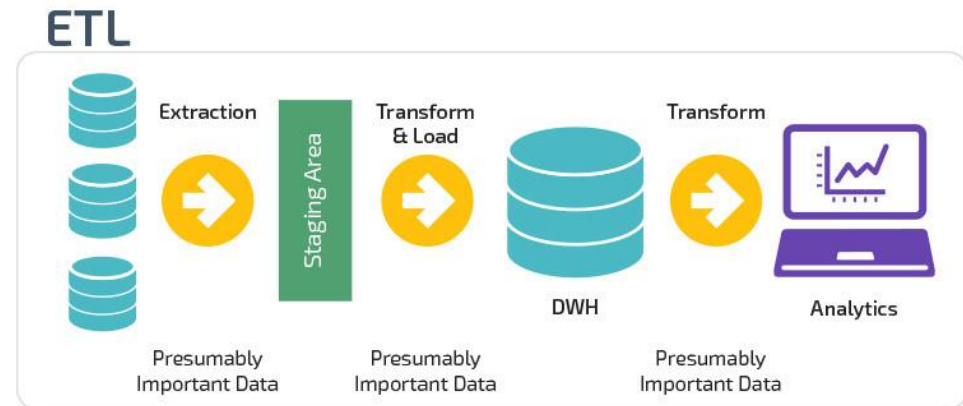 ETL
Extraction
Staging Area
Transform
& Load
Transform
DWH
Analytics
Presumably
Important Data
Presumably
Important Data
Presumably
Important Data